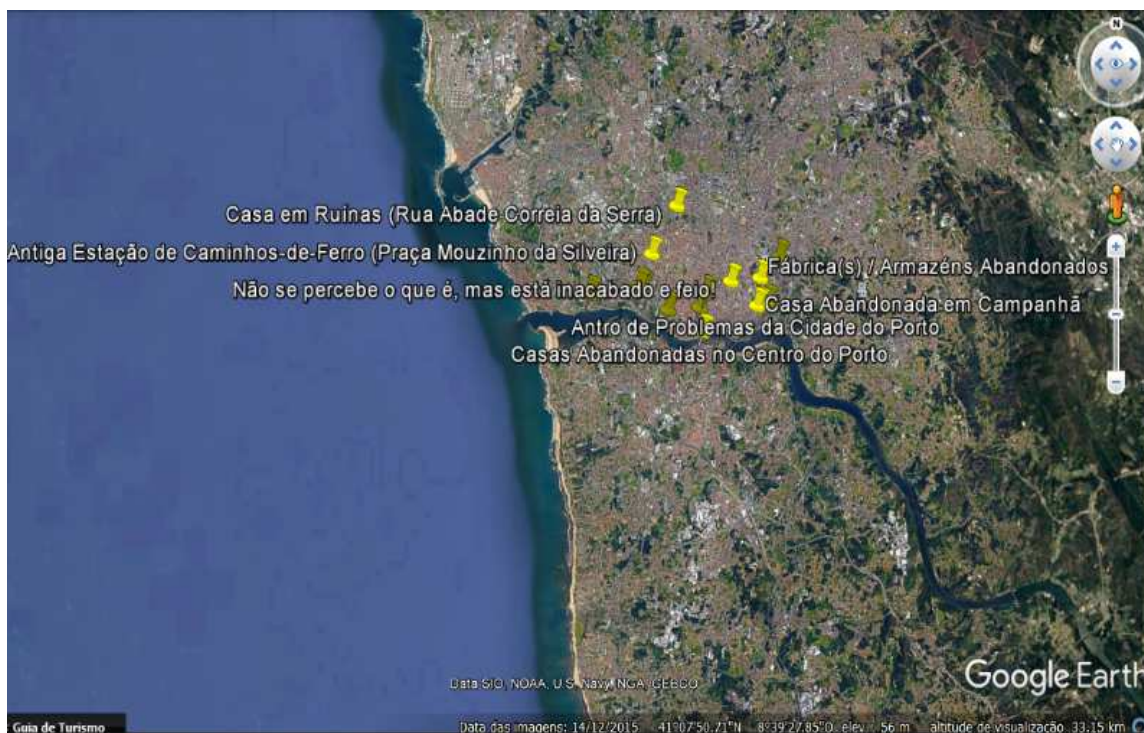 N
Casa em Ruínas (Rua Abade Correia da Serra)
Antiga Estação de Caminhos-de-Ferro (Praça Mouzinho da Silveira)
Fábrica(s) / Armazéns Abandonados
Não se percebe o que é, mas está inacabado e feio!
Casa Abandonada em Campanhã
Antro de Problemas da Cidade do Porto
Casas Abandonadas no Centro do Porto
Google Earth
Data SIO, NOAA, U.S. Navy, NGA, GEBCO
Guia de Turismo
Data das imagens: 14/12/2015 41°07'50.71"N 8°39'27.85"O elev 56 m altitude de visualização 33.15 km